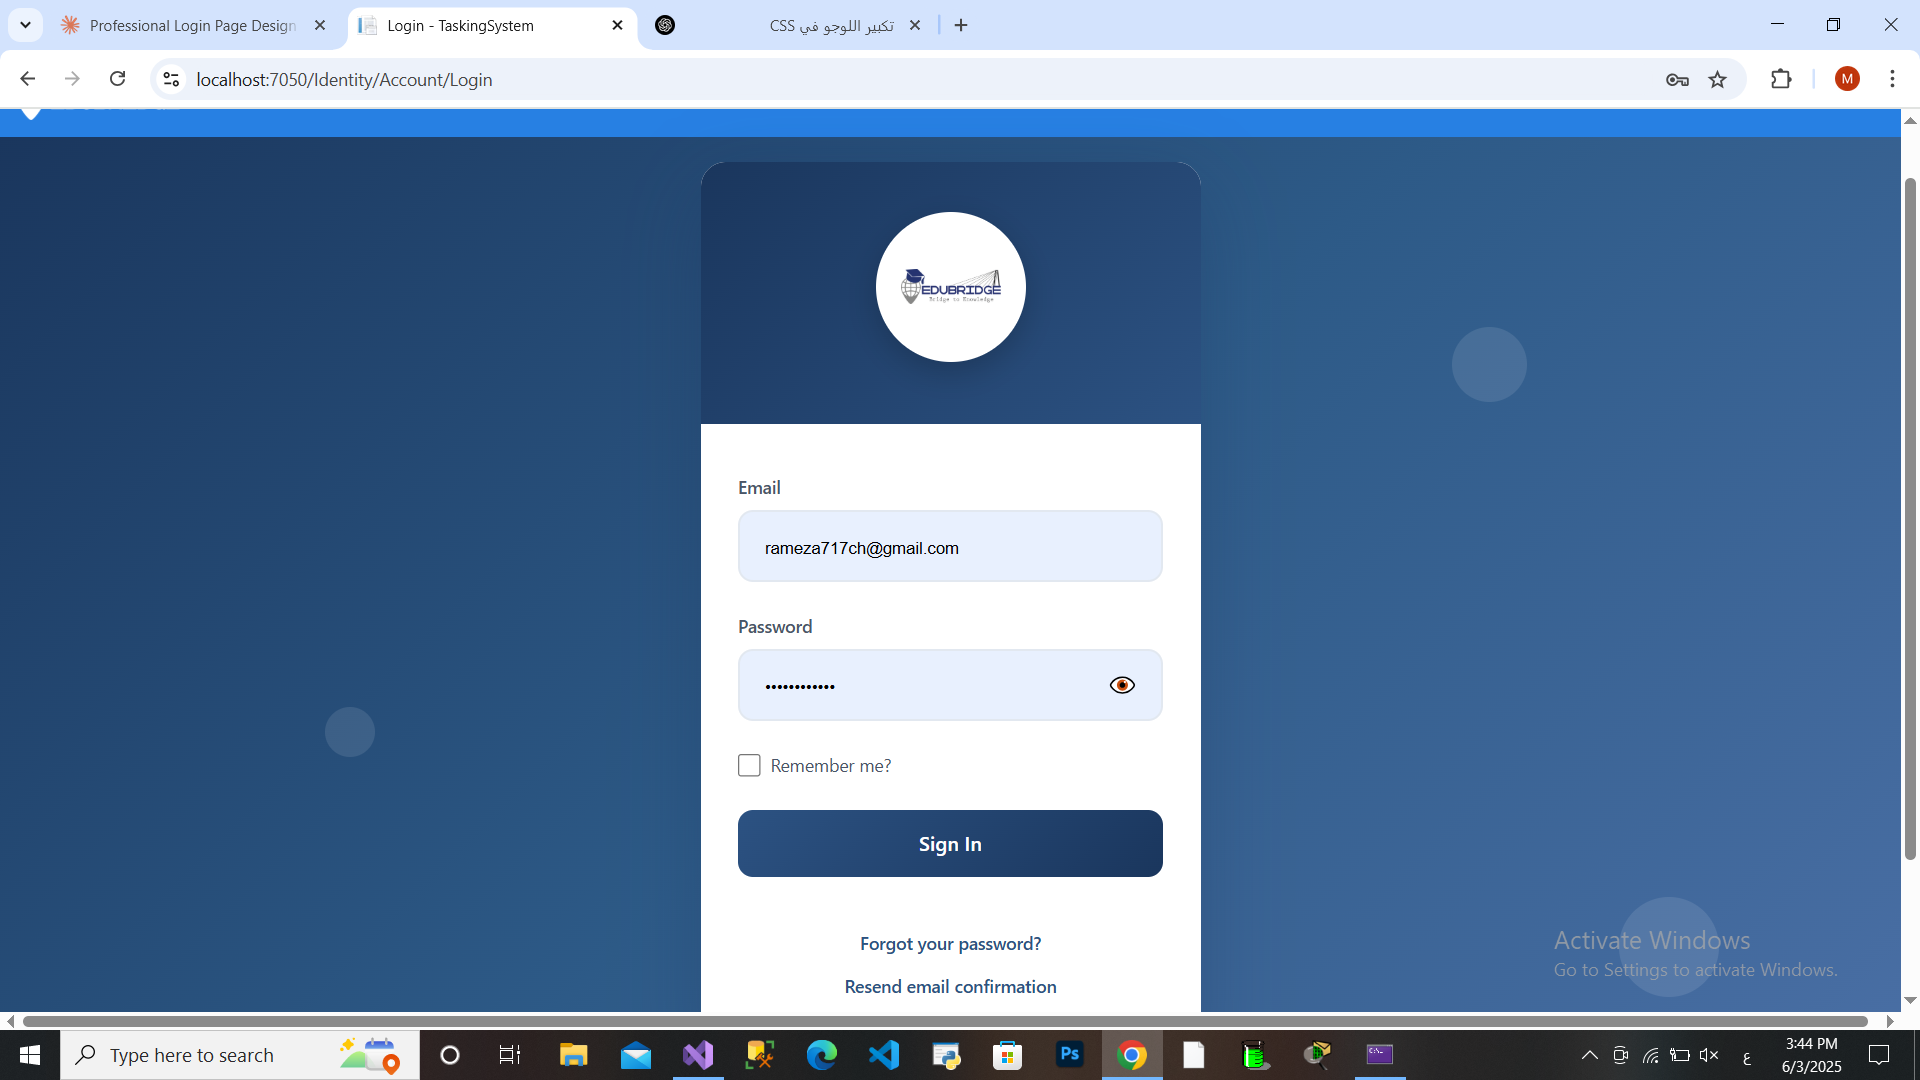 Professional Login Page Design
Login - TaskingSystem
تكبير اللوجو في CSS
localhost:7050/Identity/Account/Login
M
EDUBRIDGE
Bridge to Knowledge
Email
rameza717ch@gmail.com
Password
••••••••••••
Remember me?
Sign In
Forgot your password?
Resend email confirmation
Activate Windows
Go to Settings to activate Windows.
Type here to search
Ps
ع
3:44 PM
6/3/2025